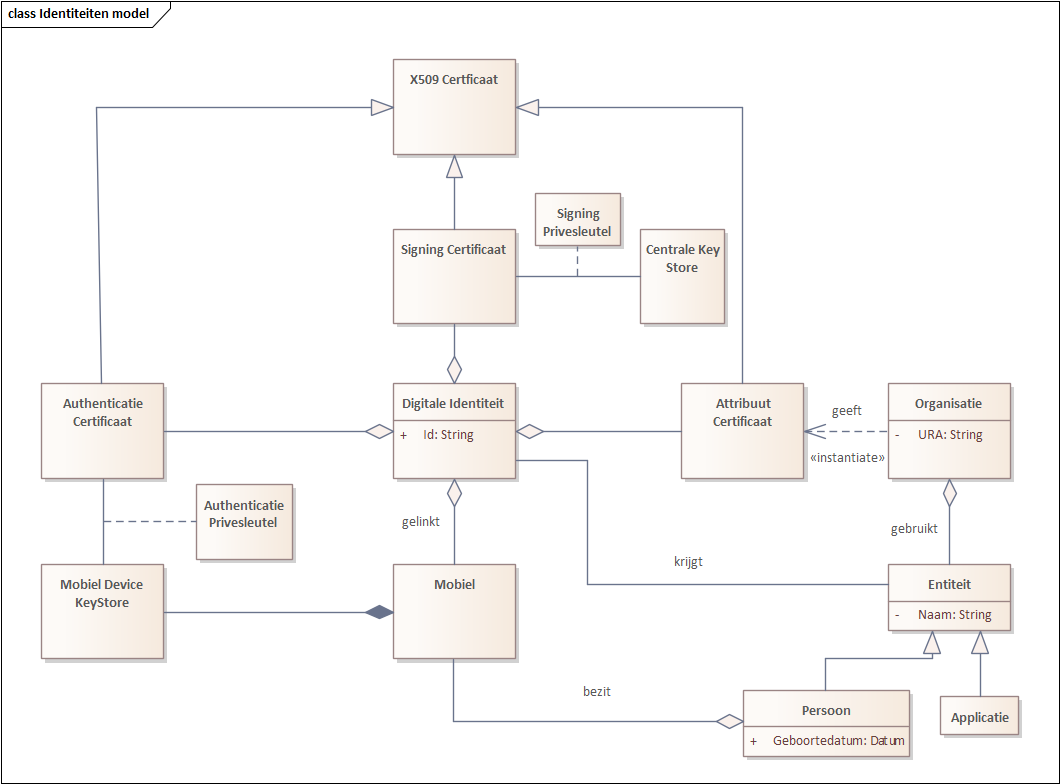 class Identiteiten model
X509 Certficaat
Signing
Privesleutel
Signing Certificaat
Centrale Key
Store
Authenticatie
Certificaat
Digitale Identiteit
+ Id: String
Attribuut
Certificaat
geeft
«instantiate»
Organisatie
- URA: String
Authenticatie
Privesleutel
gelinkt
gebruikt
krijgt
Mobiel Device
KeyStore
Mobiel
Entiteit
- Naam: String
bezit
Persoon
+ Geboortedatum: Datum
Applicatie